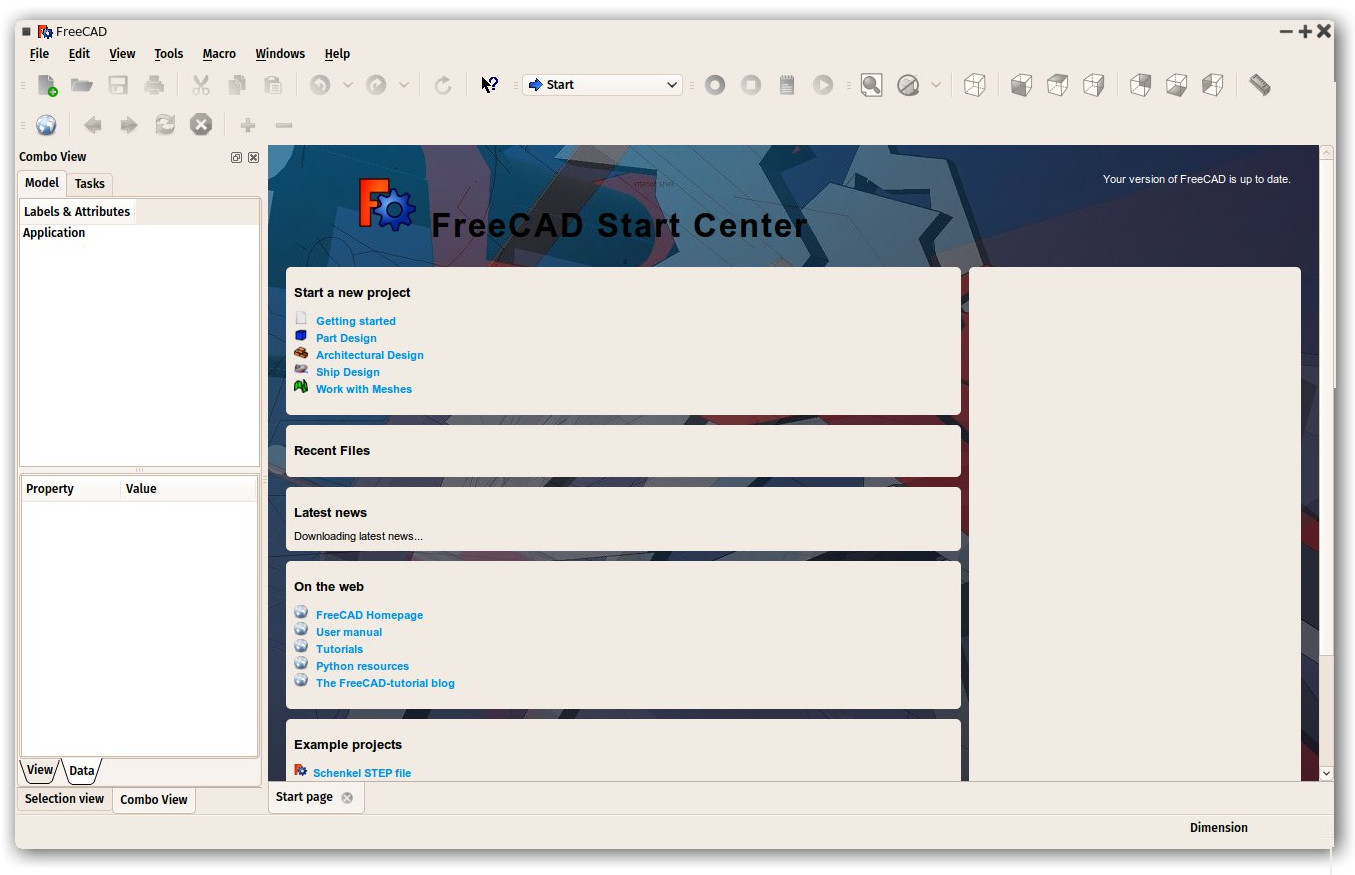 FreeCAD
File Edit View Tools Macro Windows Help
Start
Combo View
Model Tasks
Labels & Attributes
Application
Property Value
View Data
Selection view Combo View
interior shell
Your version of FreeCAD is up to date.
FreeCAD Start Center
Start a new project
Getting started
Part Design
Architectural Design
Ship Design
Work with Meshes
Recent Files
Latest news
Downloading latest news...
On the web
FreeCAD Homepage
User manual
Tutorials
Python resources
The FreeCAD-tutorial blog
Example projects
Schenkel STEP file
Start page
Dimension